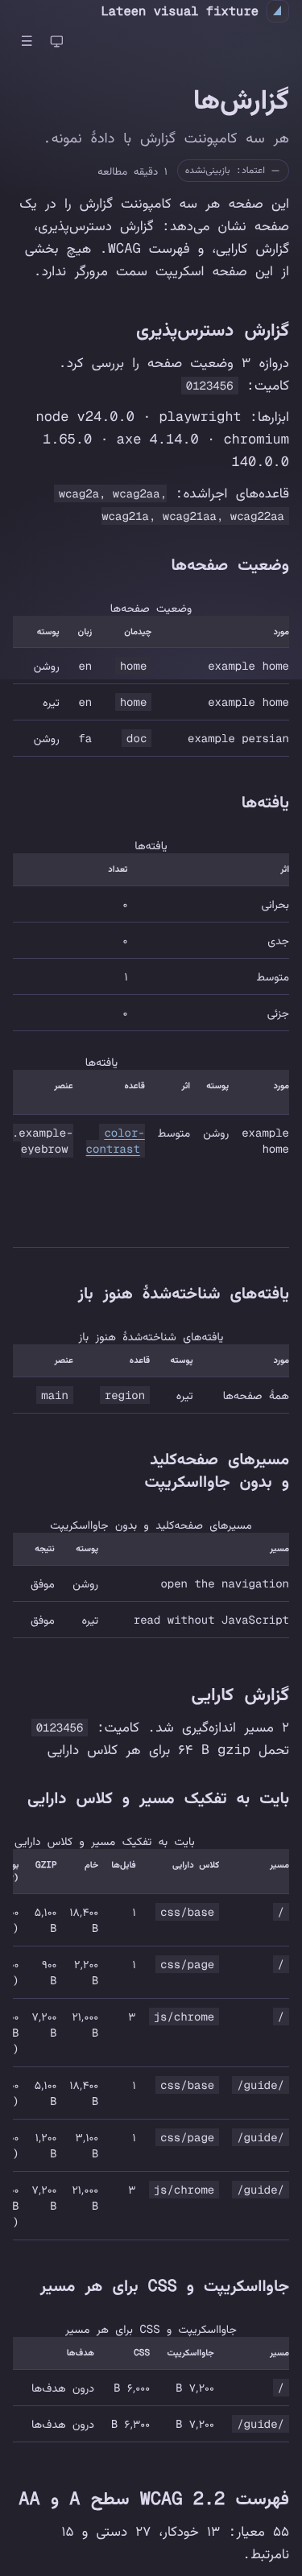 Lateen visual fixture
گزارش‌ها
هر سه کامپوننت گزارش با دادهٔ نمونه.
— اعتماد: بازبینی‌نشده
۱ دقیقه مطالعه
این صفحه هر سه کامپوننت گزارش را در یک
صفحه نشان می‌دهد: گزارش دسترس‌پذیری،
گزارش کارایی، و فهرست WCAG. هیچ بخشی
از این صفحه اسکریپت سمت مرورگر ندارد.
گزارش دسترس‌پذیری
دروازه ۳ وضعیت صفحه را بررسی کرد.
کامیت: 0123456
ابزارها: node v24.0.0 · playwright
1.65.0 · axe 4.14.0 · chromium
140.0.0
قاعده‌های اجراشده: wcag2a, wcag2aa,
wcag21a, wcag21aa, wcag22aa
وضعیت صفحه‌ها
وضعیت صفحه‌ها
مورد چیدمان زبان پوسته
example home home en روشن
example home home en تیره
example persian doc fa روشن
یافته‌ها
یافته‌ها
اثر تعداد
بحرانی ۰
جدی ۰
متوسط ۱
جزئی ۰
یافته‌ها
مورد پوسته اثر قاعده عنصر
example روشن متوسط color- .example-
home contrast eyebrow
یافته‌های شناخته‌شدهٔ هنوز باز
یافته‌های شناخته‌شدهٔ هنوز باز
مورد پوسته قاعده عنصر
همهٔ صفحه‌ها تیره region main
مسیرهای صفحه‌کلید
و بدون جاوااسکریپت
مسیرهای صفحه‌کلید و بدون جاوااسکریپت
مسیر پوسته نتیجه
open the navigation روشن موفق
read without JavaScript تیره موفق
گزارش کارایی
۲ مسیر اندازه‌گیری شد. کامیت: 0123456
تحمل ۶۴ B gzip برای هر کلاس دارایی
بایت به تفکیک مسیر و کلاس دارایی
بایت به تفکیک مسیر و کلاس دارایی
مسیر کلاس دارایی فایل‌ها خام GZIP
/ css/base ۱ ۱۸,۴۰۰ B ۵,۱۰۰ B
/ css/page ۱ ۲,۲۰۰ B ۹۰۰ B
/ js/chrome ۳ ۲۱,۰۰۰ B ۷,۲۰۰ B
/guide/ css/base ۱ ۱۸,۴۰۰ B ۵,۱۰۰ B
/guide/ css/page ۱ ۳,۱۰۰ B ۱,۲۰۰ B
/guide/ js/chrome ۳ ۲۱,۰۰۰ B ۷,۲۰۰ B
جاوااسکریپت و CSS برای هر مسیر
جاوااسکریپت و CSS برای هر مسیر
مسیر جاوااسکریپت CSS هدف‌ها
/ ۷,۲۰۰ B ۶,۰۰۰ B درون هدف‌ها
/guide/ ۷,۲۰۰ B ۶,۳۰۰ B درون هدف‌ها
فهرست WCAG 2.2 سطح A و AA
۵۵ معیار: ۱۳ خودکار، ۲۷ دستی و ۱۵
نامرتبط.